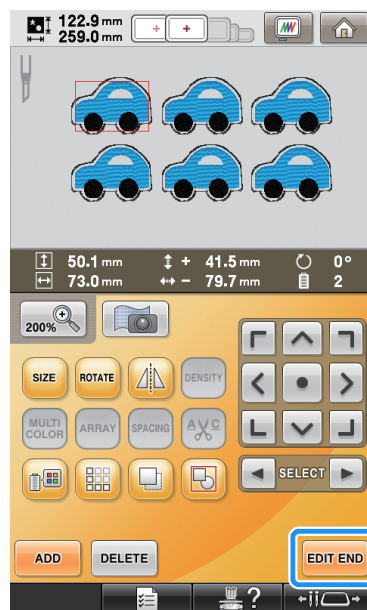 122.9 mm
259.0 mm
50.1 mm + 41.5 mm 0°
73.0 mm − 79.7 mm 2
200%
SIZE ROTATE DENSITY
MULTI COLOR ARRAY SPACING A C
SELECT
ADD DELETE EDIT END
?